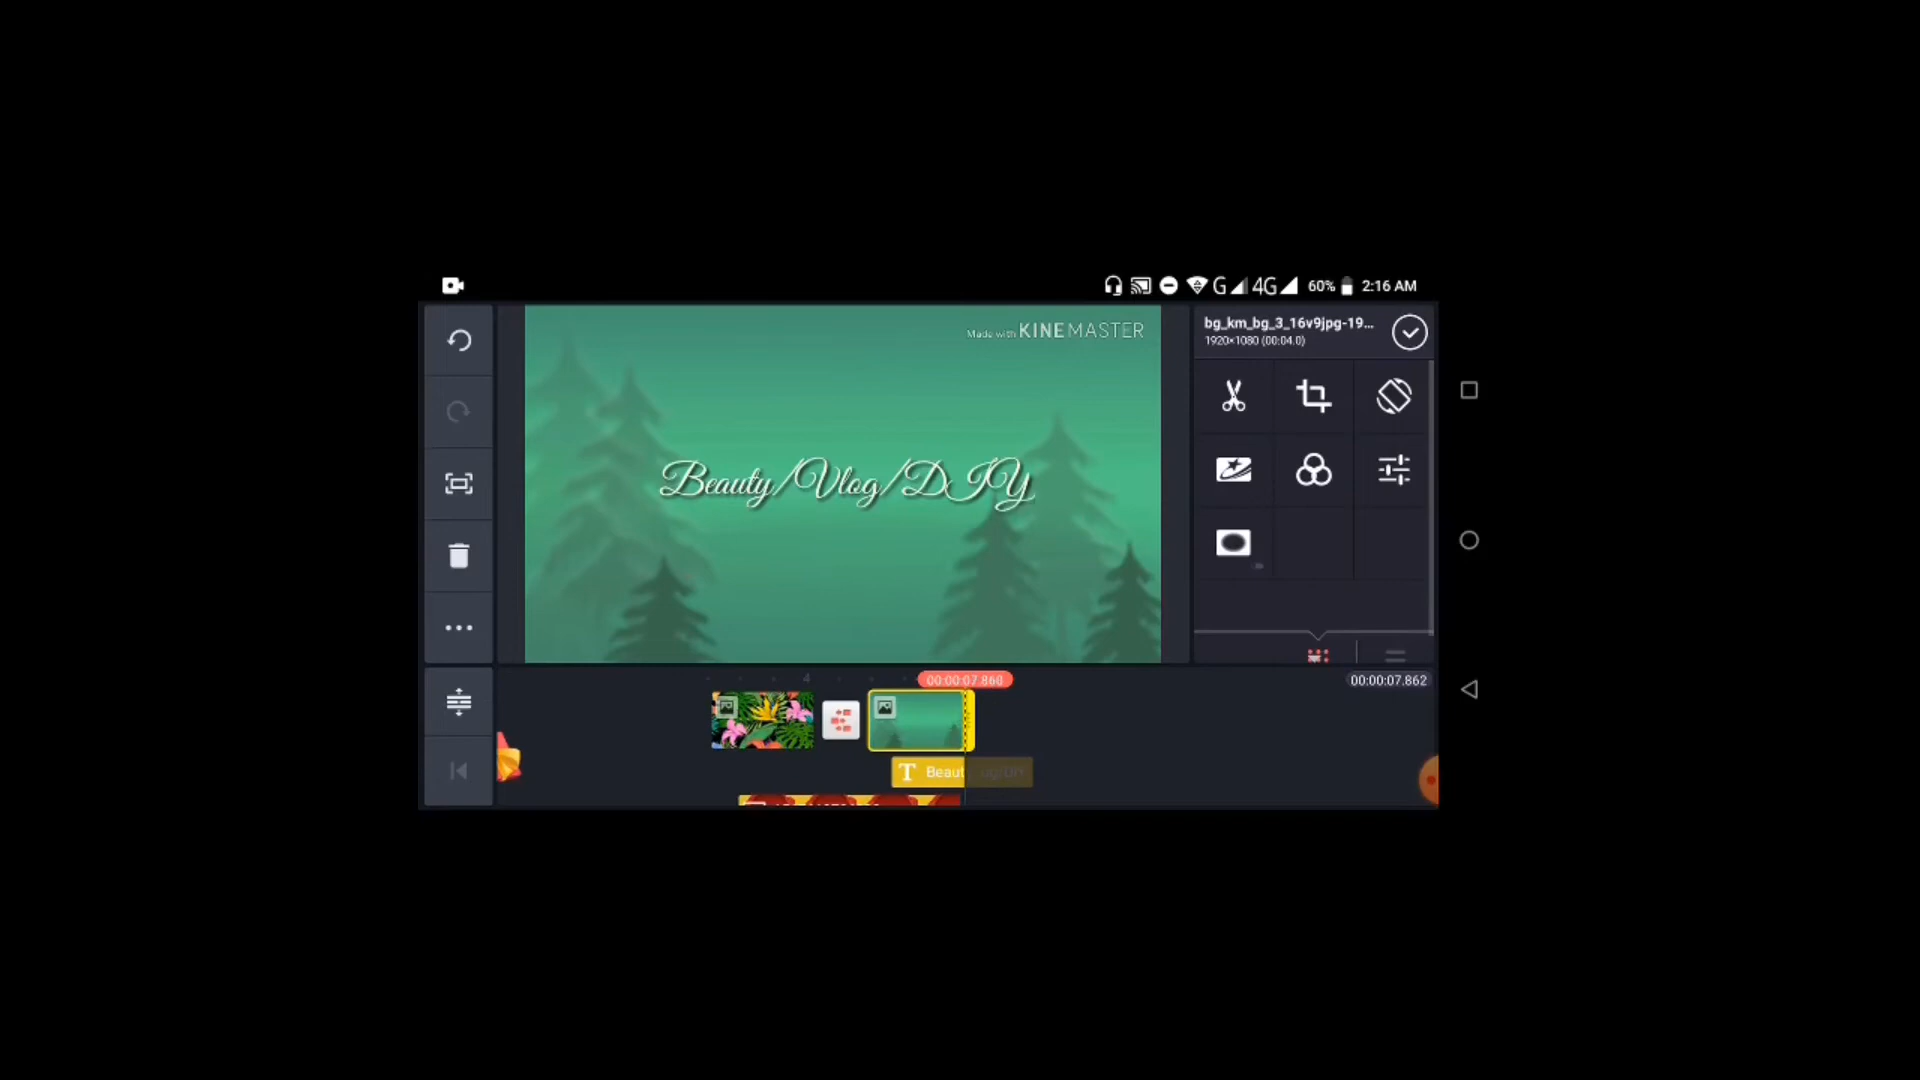 G 4G 60% 2:16 AM
Made with KINEMASTER
bg_km_bg_3_16v9jpg-19...
1920×1080 (00:04.0)
Beauty/Vlog/DIY
4
00:00:07.860
00:00:07.862
T Beaut